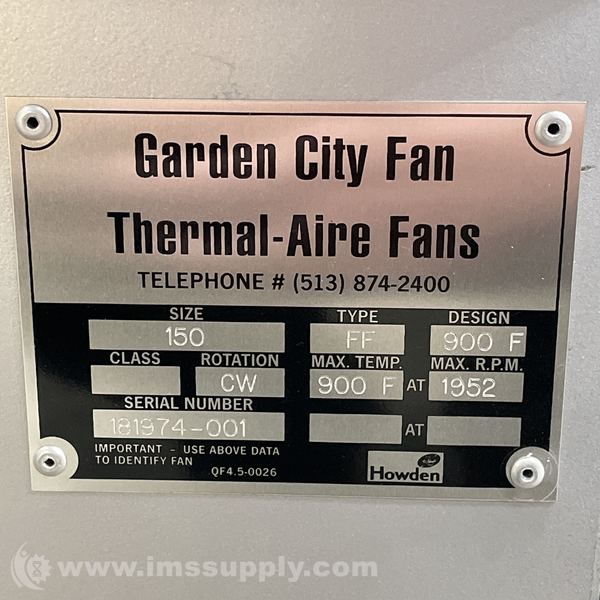 Garden City Fan
Thermal-Aire Fans
TELEPHONE # (513) 874-2400
SIZE TYPE DESIGN
150 FF 900 F
CLASS ROTATION MAX. TEMP. MAX. R.P.M.
CW 900 F AT 1952
SERIAL NUMBER
181974-001 AT
IMPORTANT - USE ABOVE DATA
TO IDENTIFY FAN QF4.5-0026
Howden
www.imssupply.com